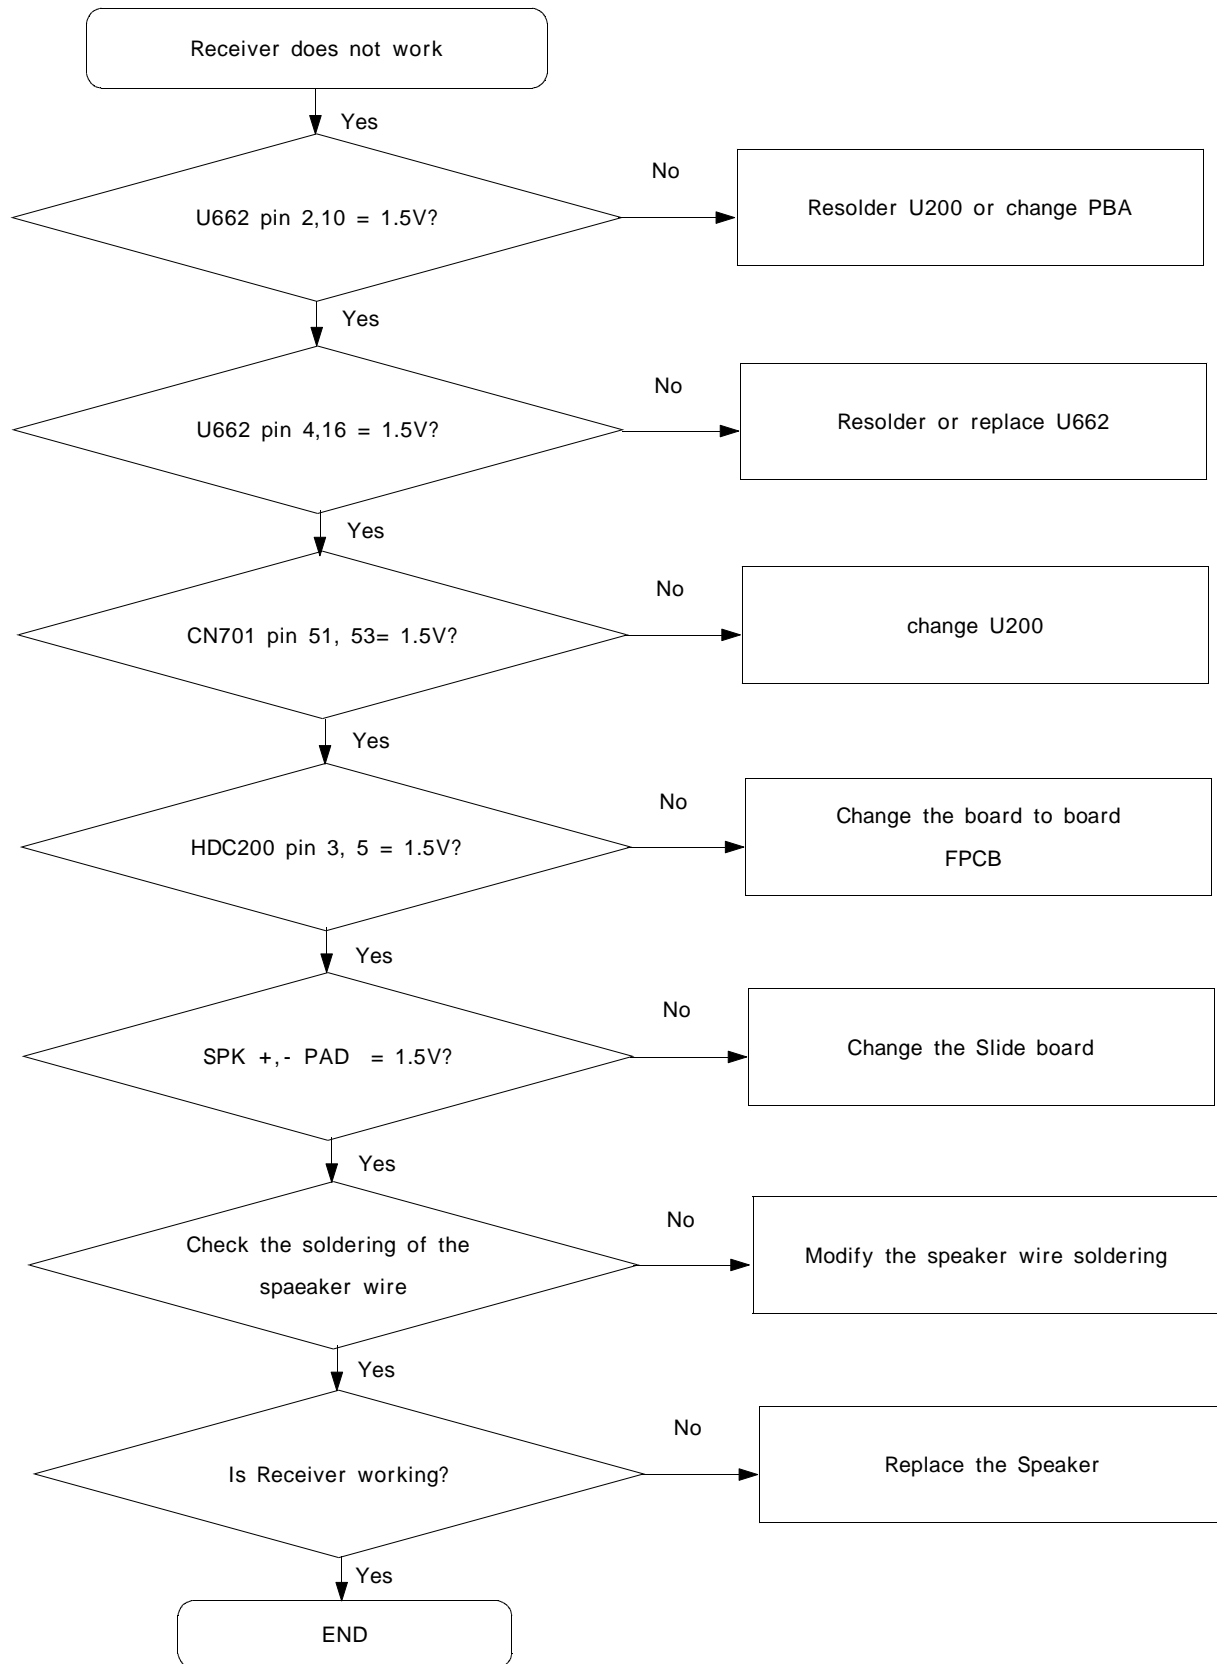 Receiver does not work
Yes
U662 pin 2,10 = 1.5V?
No
Resolder U200 or change PBA
Yes
U662 pin 4,16 = 1.5V?
No
Resolder or replace U662
Yes
CN701 pin 51, 53= 1.5V?
No
change U200
Yes
HDC200 pin 3, 5 = 1.5V?
No
Change the board to board
FPCB
Yes
SPK +,- PAD = 1.5V?
No
Change the Slide board
Yes
Check the soldering of the
spaeaker wire
No
Modify the speaker wire soldering
Yes
Is Receiver working?
No
Replace the Speaker
Yes
END